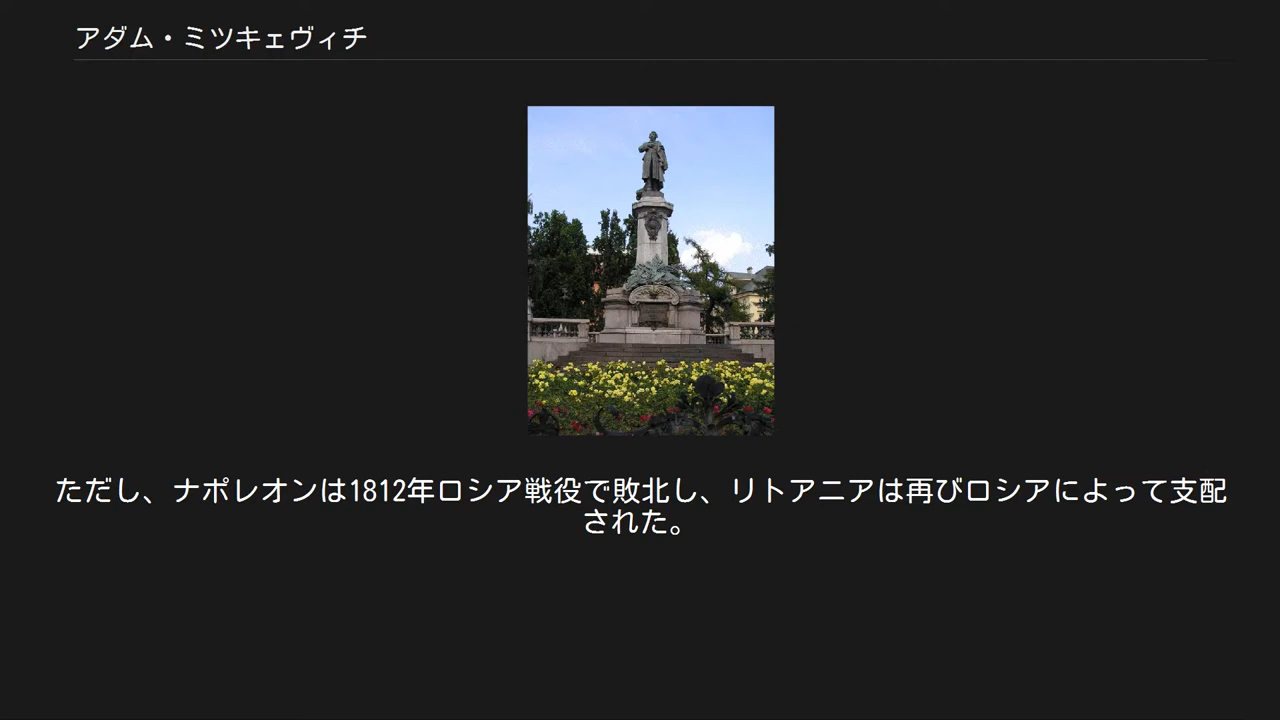 アダム・ミツキェヴィチ
ただし、ナポレオンは1812年ロシア戦役で敗北し、リトアニアは再びロシアによって支配
された。